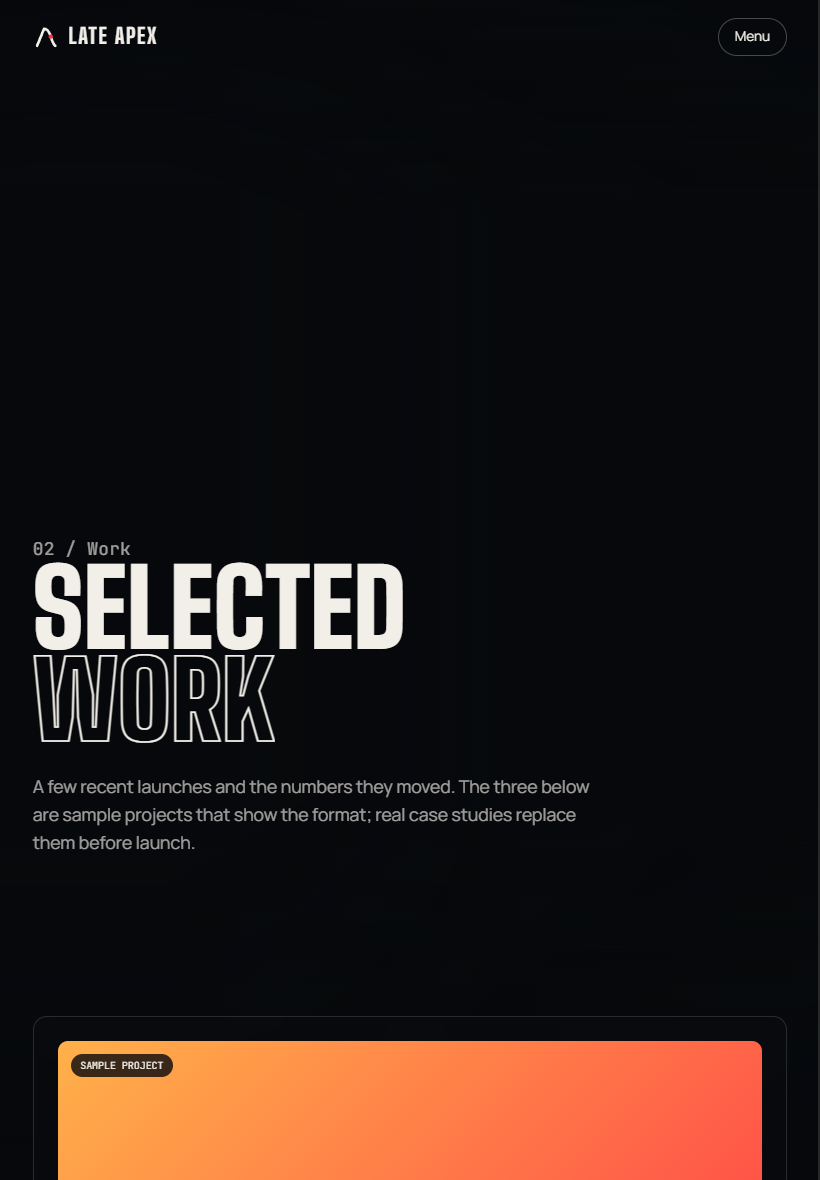 LATE APEX
Menu
02 / Work
SELECTED
WORK
A few recent launches and the numbers they moved. The three below
are sample projects that show the format; real case studies replace
them before launch.
SAMPLE PROJECT